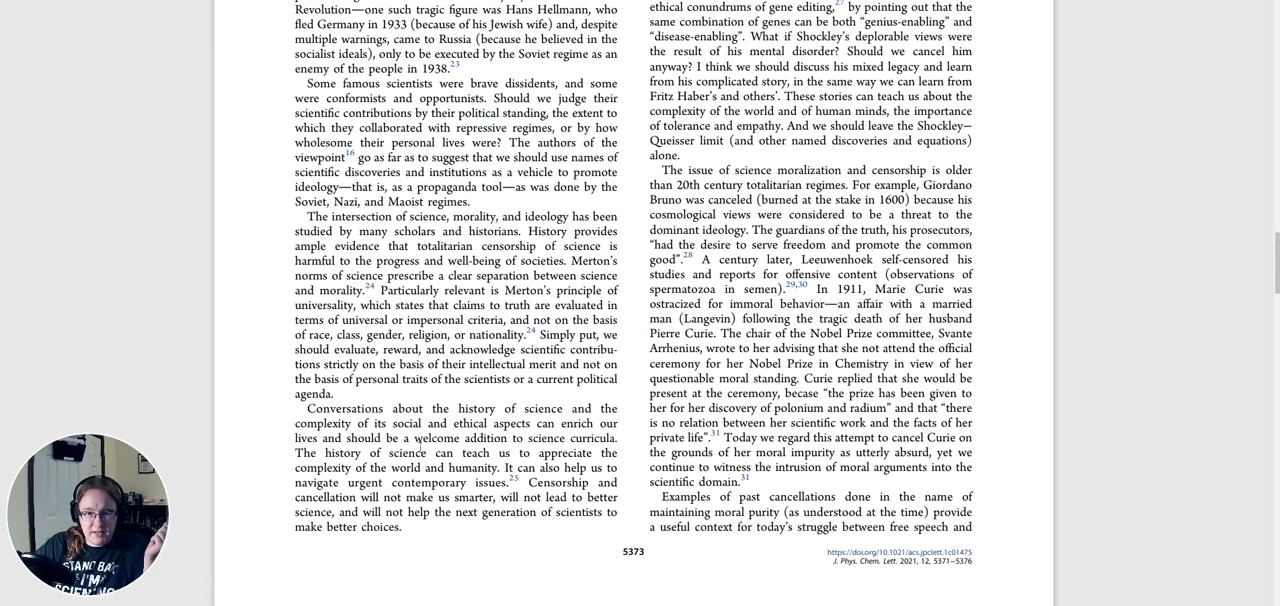 Revolution—one such tragic figure was Hans Hellmann, who
fled Germany in 1933 (because of his Jewish wife) and, despite
multiple warnings, came to Russia (because he believed in the
socialist ideals), only to be executed by the Soviet regime as an
enemy of the people in 1938.23
Some famous scientists were brave dissidents, and some
were conformists and opportunists. Should we judge their
scientific contributions by their political standing, the extent to
which they collaborated with repressive regimes, or by how
wholesome their personal lives were? The authors of the
viewpoint16 go as far as to suggest that we should use names of
scientific discoveries and institutions as a vehicle to promote
ideology—that is, as a propaganda tool—as was done by the
Soviet, Nazi, and Maoist regimes.
The intersection of science, morality, and ideology has been
studied by many scholars and historians. History provides
ample evidence that totalitarian censorship of science is
harmful to the progress and well-being of societies. Merton's
norms of science prescribe a clear separation between science
and morality.24 Particularly relevant is Merton's principle of
universality, which states that claims to truth are evaluated in
terms of universal or impersonal criteria, and not on the basis
of race, class, gender, religion, or nationality.24 Simply put, we
should evaluate, reward, and acknowledge scientific contribu-
tions strictly on the basis of their intellectual merit and not on
the basis of personal traits of the scientists or a current political
agenda.
Conversations about the history of science and the
complexity of its social and ethical aspects can enrich our
lives and should be a welcome addition to science curricula.
The history of science can teach us to appreciate the
complexity of the world and humanity. It can also help us to
navigate urgent contemporary issues.25 Censorship and
cancellation will not make us smarter, will not lead to better
science, and will not help the next generation of scientists to
make better choices.
ethical conundrums of gene editing,27 by pointing out that the
same combination of genes can be both "genius-enabling" and
"disease-enabling". What if Shockley's deplorable views were
the result of his mental disorder? Should we cancel him
anyway? I think we should discuss his mixed legacy and learn
from his complicated story, in the same way we can learn from
Fritz Haber's and others'. These stories can teach us about the
complexity of the world and of human minds, the importance
of tolerance and empathy. And we should leave the Shockley−
Queisser limit (and other named discoveries and equations)
alone.
The issue of science moralization and censorship is older
than 20th century totalitarian regimes. For example, Giordano
Bruno was canceled (burned at the stake in 1600) because his
cosmological views were considered to be a threat to the
dominant ideology. The guardians of the truth, his prosecutors,
"had the desire to serve freedom and promote the common
good".28 A century later, Leeuwenhoek self-censored his
studies and reports for offensive content (observations of
spermatozoa in semen).29,30 In 1911, Marie Curie was
ostracized for immoral behavior—an affair with a married
man (Langevin) following the tragic death of her husband
Pierre Curie. The chair of the Nobel Prize committee, Svante
Arrhenius, wrote to her advising that she not attend the official
ceremony for her Nobel Prize in Chemistry in view of her
questionable moral standing. Curie replied that she would be
present at the ceremony, becase "the prize has been given to
her for her discovery of polonium and radium" and that "there
is no relation between her scientific work and the facts of her
private life".31 Today we regard this attempt to cancel Curie on
the grounds of her moral impurity as utterly absurd, yet we
continue to witness the intrusion of moral arguments into the
scientific domain.31
Examples of past cancellations done in the name of
maintaining moral purity (as understood at the time) provide
a useful context for today's struggle between free speech and
5373
https://doi.org/10.1021/acs.jpclett.1c01475
J. Phys. Chem. Lett. 2021, 12, 5371−5376
STAND BA
I'M